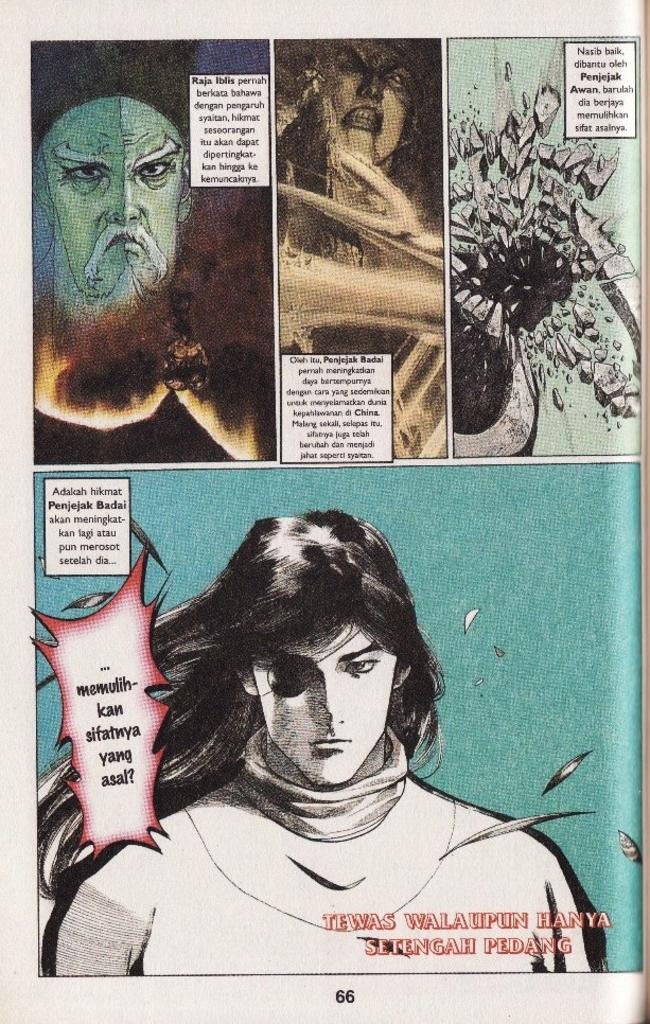 Raja Iblis pernah
berkata bahawa
dengan pengaruh
syaitan, hikmat
seseorangan
itu akan dapat
dipertingkat-
kan hingga ke
kemuncaknya.
Oleh itu, Penjejak Badai
pernah meningkatkan
daya bertempurnya
dengan cara yang sedemikian
untuk menyelamatkan dunia
kepahlawanan di China.
Malang sekali, selepas itu,
sifatnya juga telah
berubah dan menjadi
jahat seperti syaitan.
Nasib baik,
dibantu oleh
Penjejak
Awan, barulah
dia berjaya
memulihkan
sifat asalnya.
Adakah hikmat
Penjejak Badai
akan meningkat-
kan lagi atau
pun merosot
setelah dia...
...
memulih-
kan
sifatnya
yang
asal?
TEWAS WALAUPUN HANYA
SETENGAH PEDANG
66